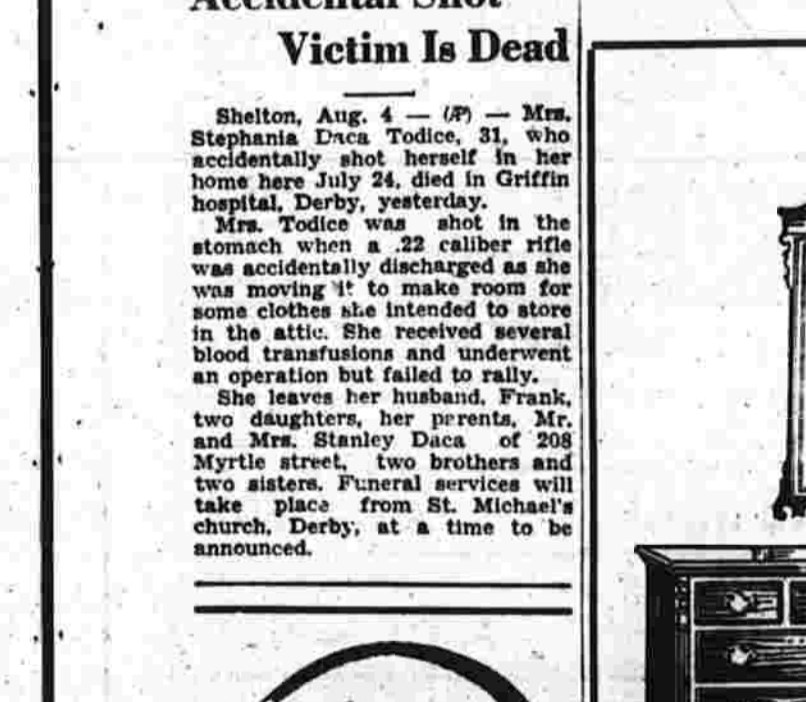 Accidental Shot
Victim Is Dead
Shelton, Aug. 4 — (AP) — Mrs.
Stephania Daca Todice, 31, who
accidentally shot herself in her
home here July 24, died in Griffin
hospital, Derby, yesterday.
Mrs. Todice was shot in the
stomach when a .22 caliber rifle
was accidentally discharged as she
was moving it to make room for
some clothes she intended to store
in the attic. She received several
blood transfusions and underwent
an operation but failed to rally.
She leaves her husband, Frank,
two daughters, her parents, Mr.
and Mrs. Stanley Daca of 208
Myrtle street, two brothers and
two sisters. Funeral services will
take place from St. Michael's
church, Derby, at a time to be
announced.